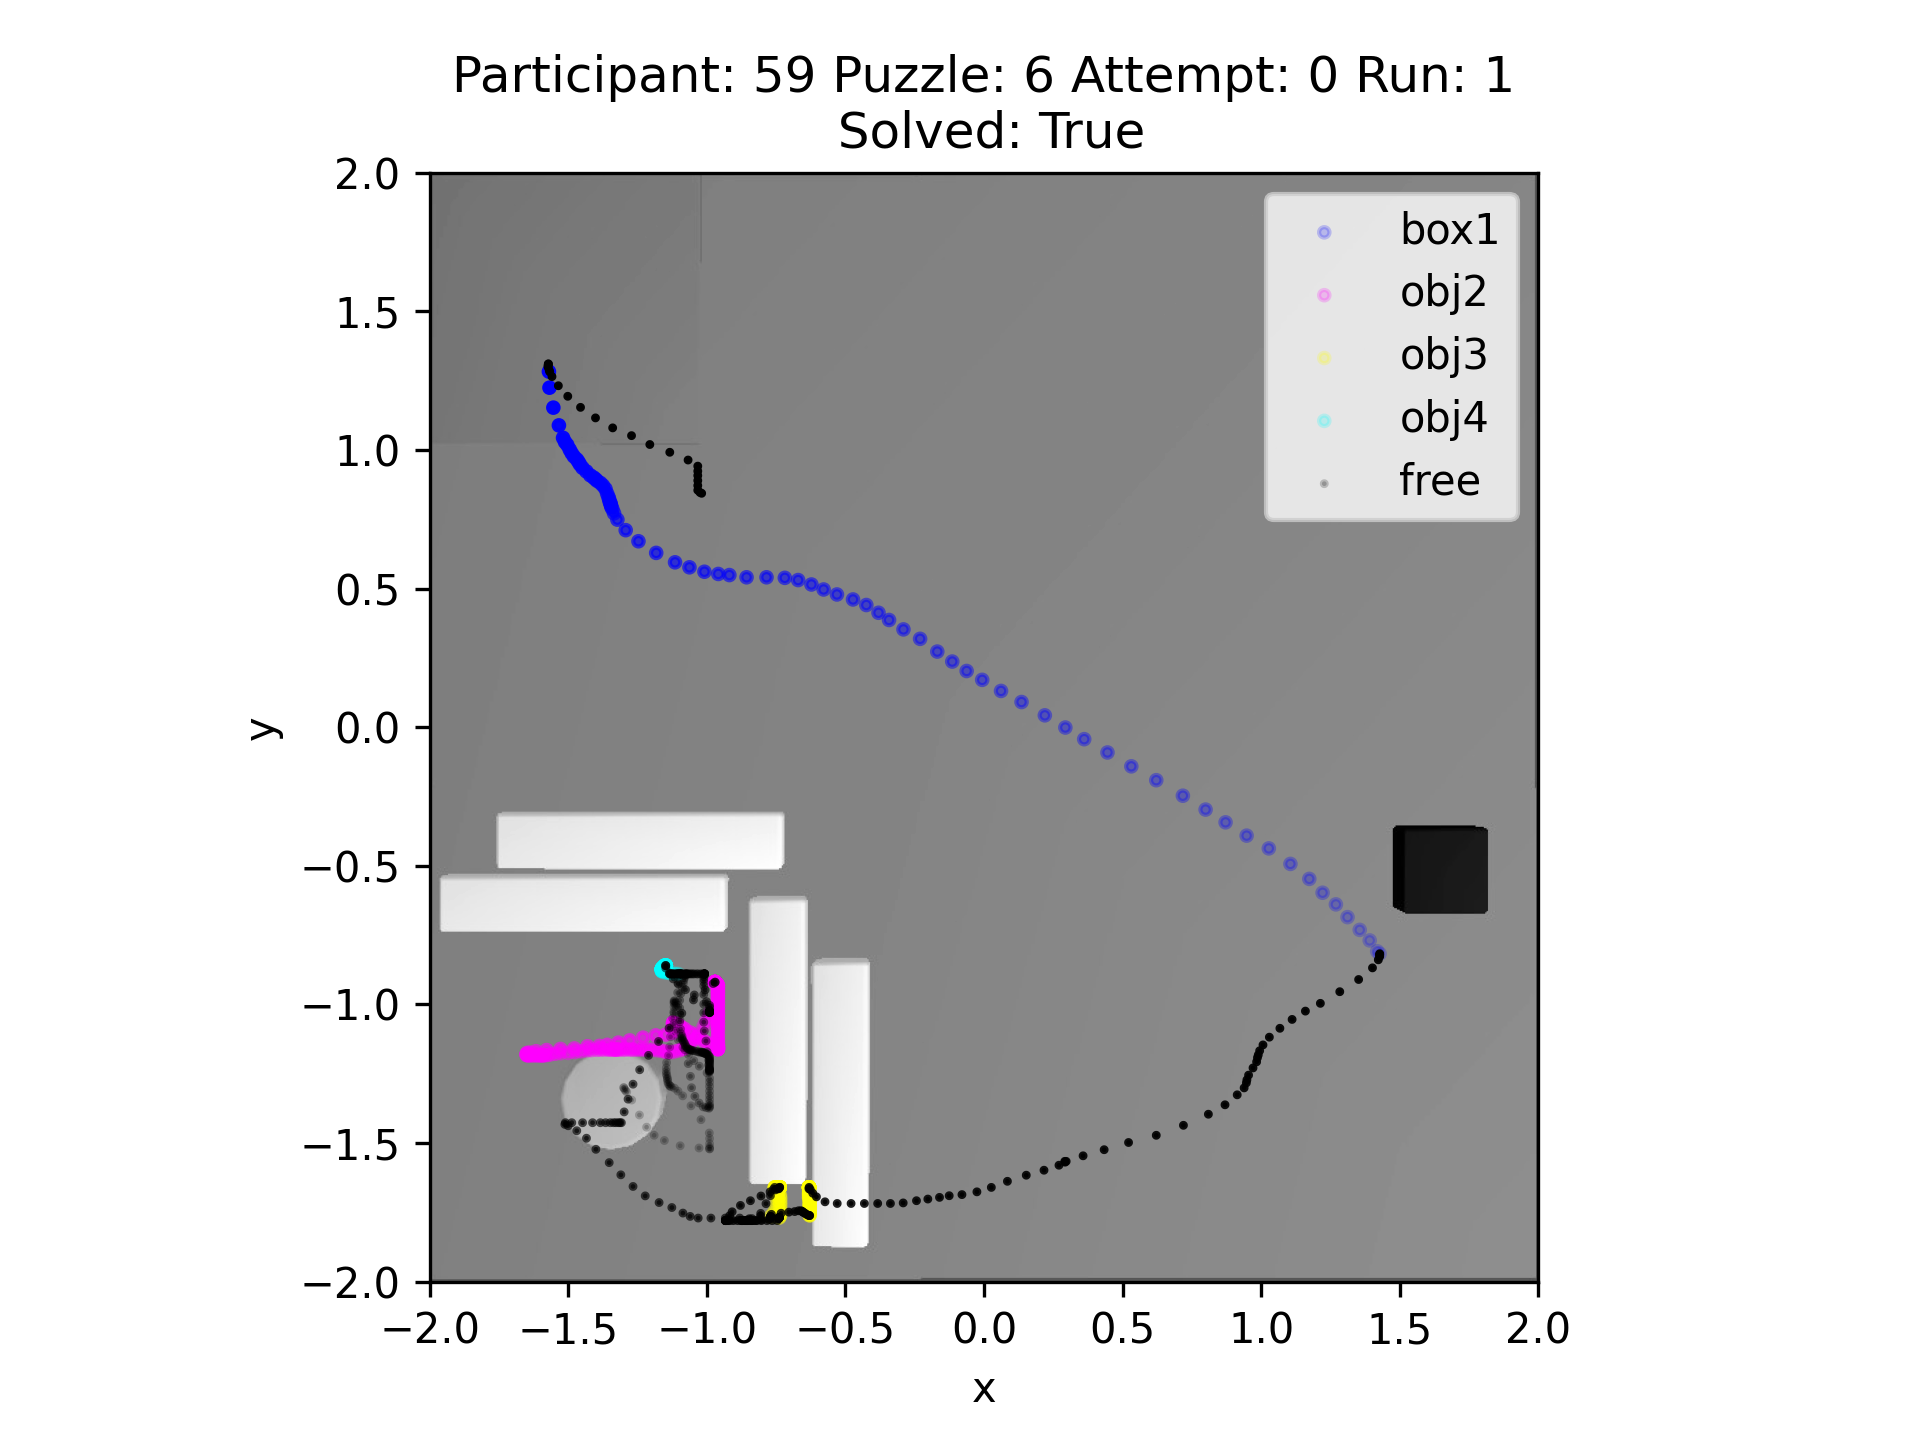 Participant: 59 Puzzle: 6 Attempt: 0 Run: 1
Solved: True
2.0
1.5
1.0
0.5
0.0
−0.5
−1.0
−1.5
−2.0
y
box1
obj2
obj3
obj4
free
−2.0 −1.5 −1.0 −0.5 0.0 0.5 1.0 1.5 2.0
x